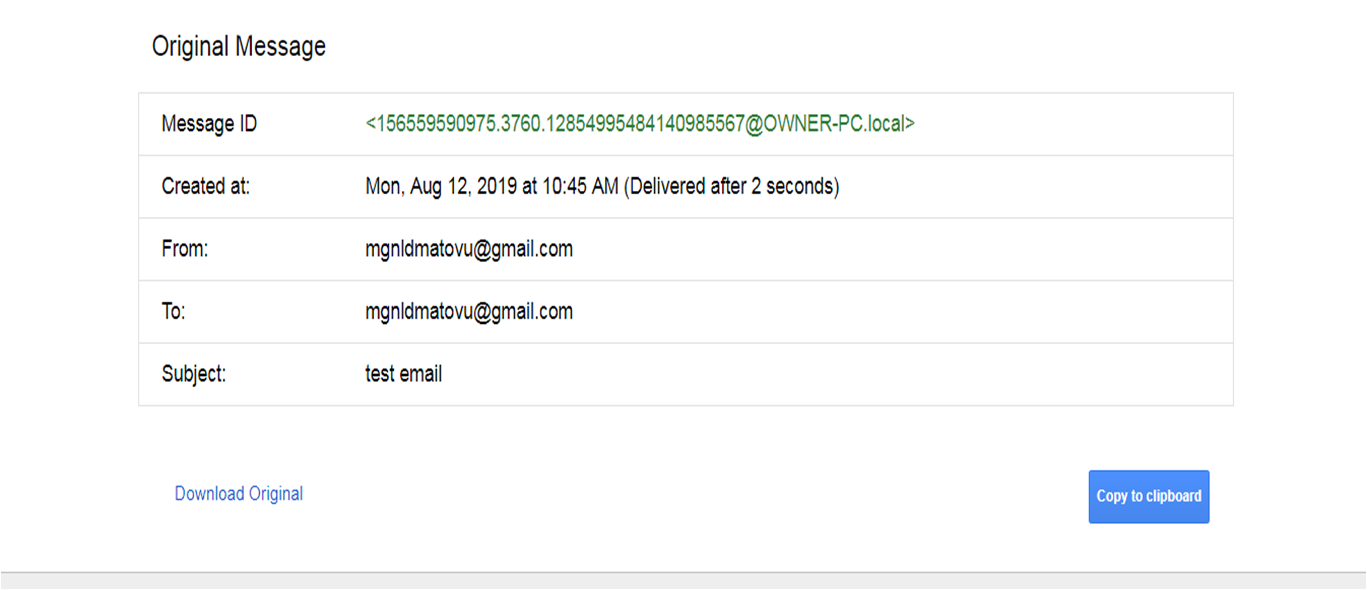 Original Message
Message ID <156559590975.3760.12854995484140985567@OWNER-PC.local>
Created at: Mon, Aug 12, 2019 at 10:45 AM (Delivered after 2 seconds)
From: mgnldmatovu@gmail.com
To: mgnldmatovu@gmail.com
Subject: test email
Download Original Copy to clipboard